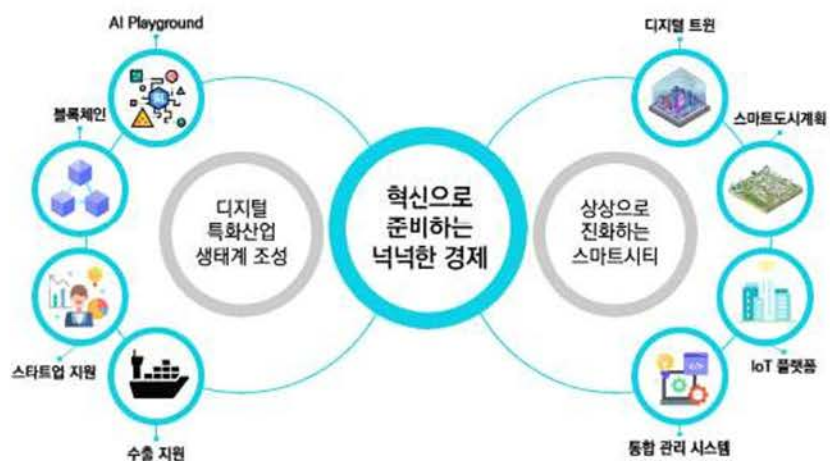 AI Playground
블록체인
스타트업 지원
수출 지원
디지털
특화산업
생태계 조성
혁신으로
준비하는
넉넉한 경제
상상으로
진화하는
스마트시티
디지털 트윈
스마트도시계획
IoT 플랫폼
통합 관리 시스템